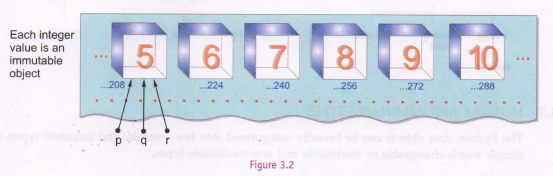 Each integer
value is an
immutable
object
... 5 6 7 8 9 10 ...
...208 ...224 ...240 ...256 ...272 ...288
p q r
Figure 3.2